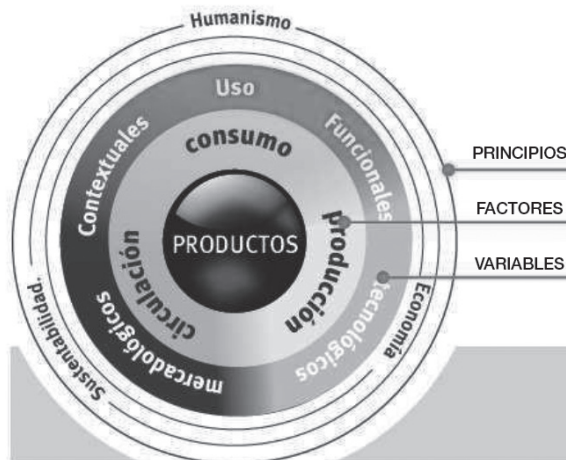 Humanismo
Uso
Contextuales
Funcionales
consumo
PRINCIPIOS
FACTORES
PRODUCTOS
circulación
producción
VARIABLES
mercadológicos
tecnológicos
Economía
Sustentabilidad.